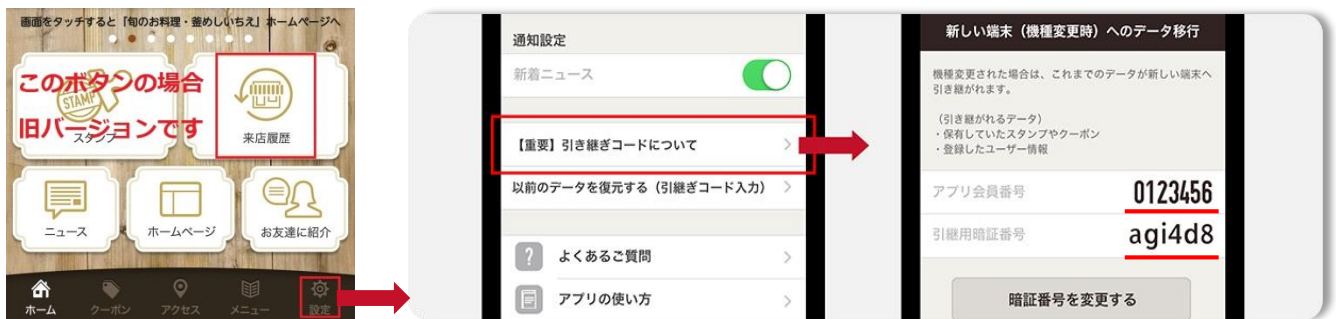 画面をタッチすると「旬のお料理・釜めしいちえ」ホームページへ
このボタンの場合
旧バージョンです
STAMP
スタンプ
来店履歴
ニュース
ホームページ
お友達に紹介
ホーム
クーポン
アクセス
メニュー
設定
通知設定
新着ニュース
【重要】引き継ぎコードについて
以前のデータを復元する（引継ぎコード入力）
よくあるご質問
アプリの使い方
新しい端末（機種変更時）へのデータ移行
機種変更された場合は、これまでのデータが新しい端末へ
引き継がれます。
（引き継がれるデータ）
・保有していたスタンプやクーポン
・登録したユーザー情報
アプリ会員番号 0123456
引継用暗証番号 agi4d8
暗証番号を変更する